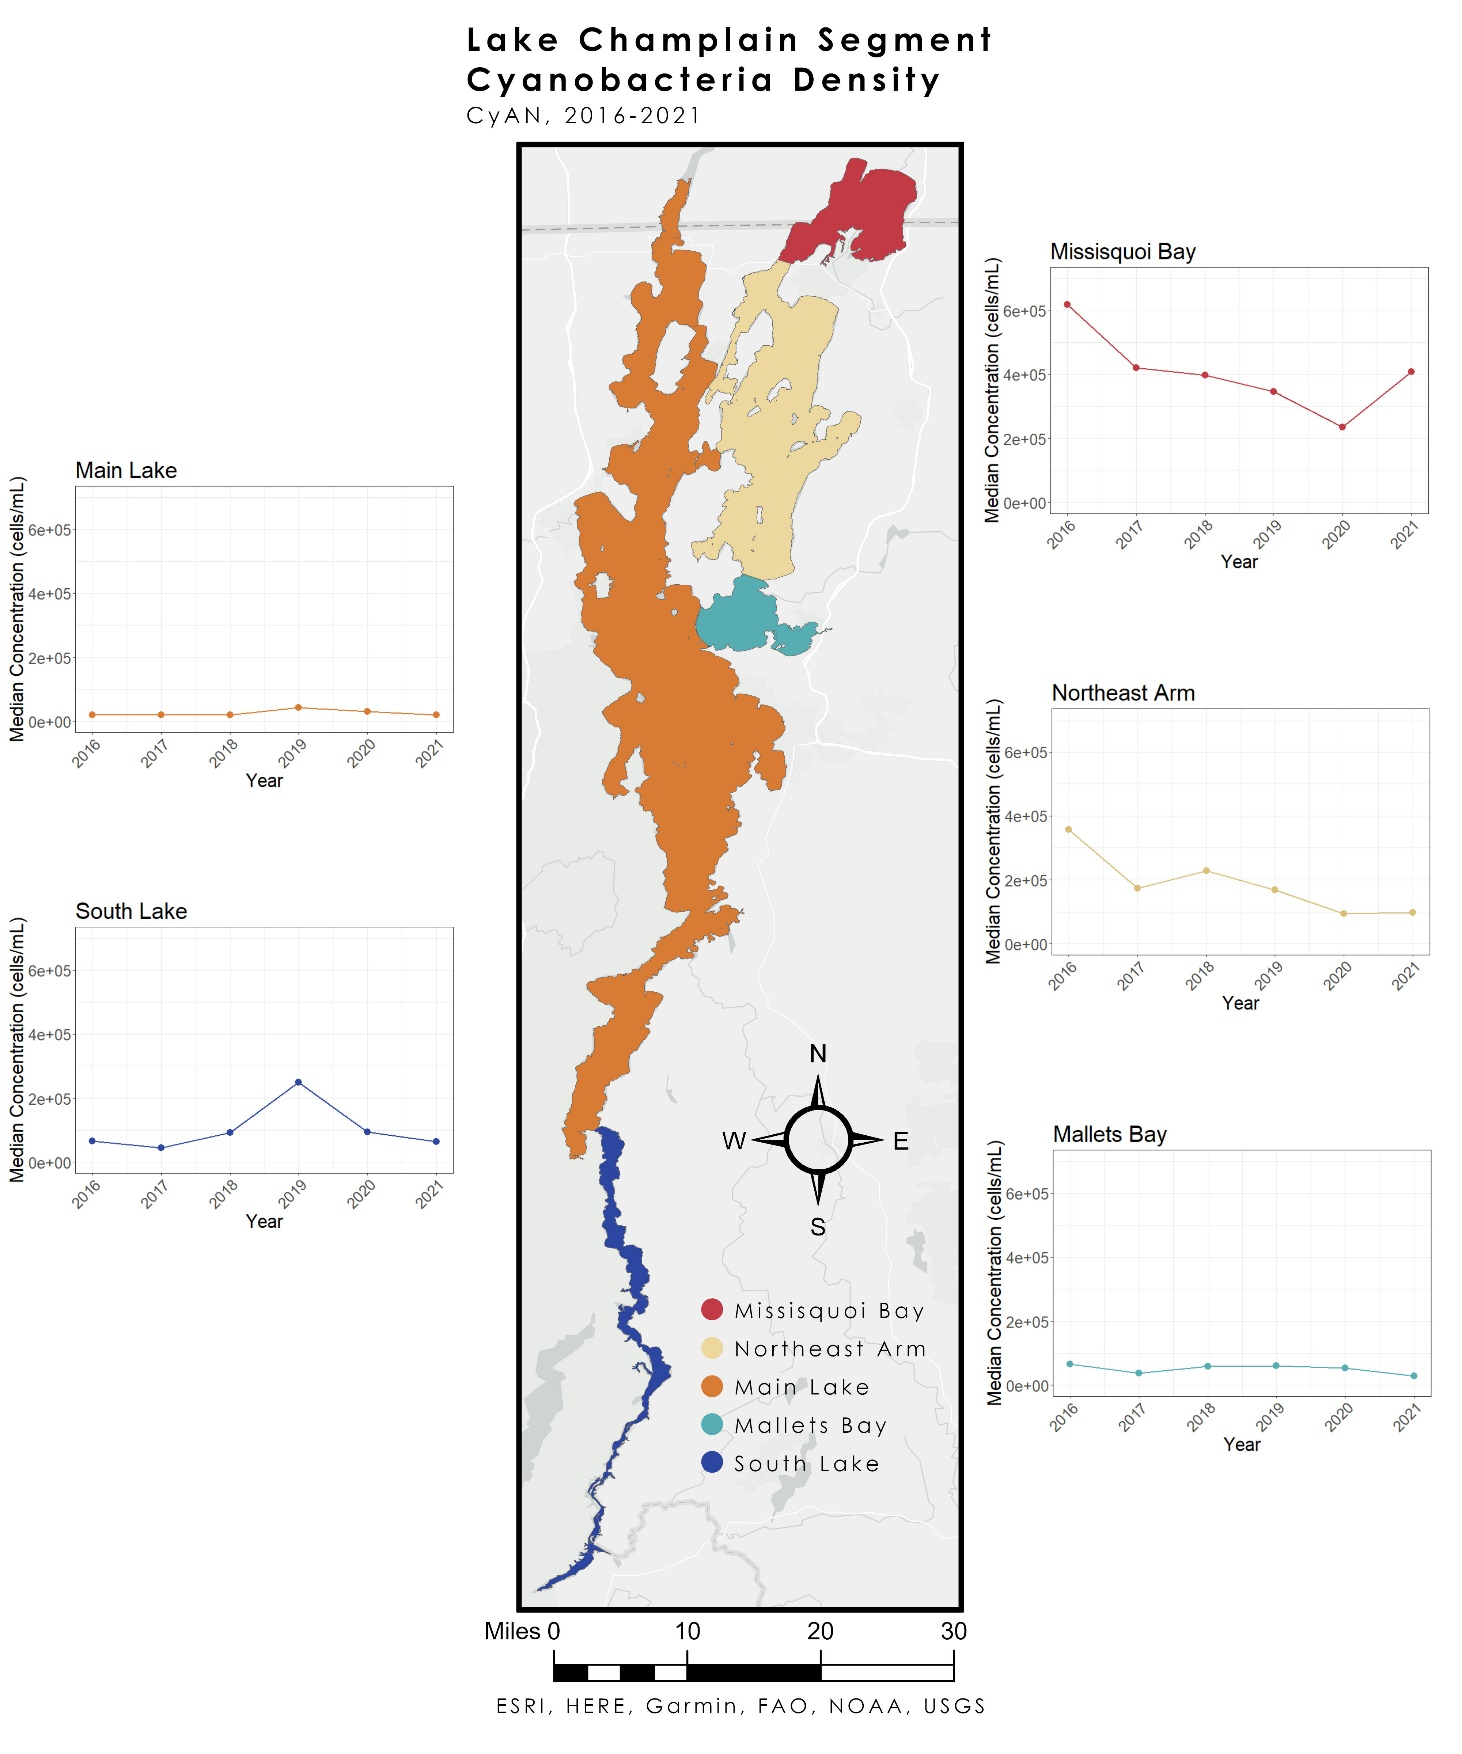 Lake Champlain Segment
Cyanobacteria Density
CyAN, 2016-2021
Main Lake
Median Concentration (cells/mL)
6e+05
4e+05
2e+05
0e+00
2016 2017 2018 2019 2020 2021
Year
South Lake
Median Concentration (cells/mL)
6e+05
4e+05
2e+05
0e+00
2016 2017 2018 2019 2020 2021
Year
Missisquoi Bay
Median Concentration (cells/mL)
6e+05
4e+05
2e+05
0e+00
2016 2017 2018 2019 2020 2021
Year
Northeast Arm
Median Concentration (cells/mL)
6e+05
4e+05
2e+05
0e+00
2016 2017 2018 2019 2020 2021
Year
Mallets Bay
Median Concentration (cells/mL)
6e+05
4e+05
2e+05
0e+00
2016 2017 2018 2019 2020 2021
Year
N
W E
S
Missisquoi Bay
Northeast Arm
Main Lake
Mallets Bay
South Lake
Miles 0 10 20 30
ESRI, HERE, Garmin, FAO, NOAA, USGS